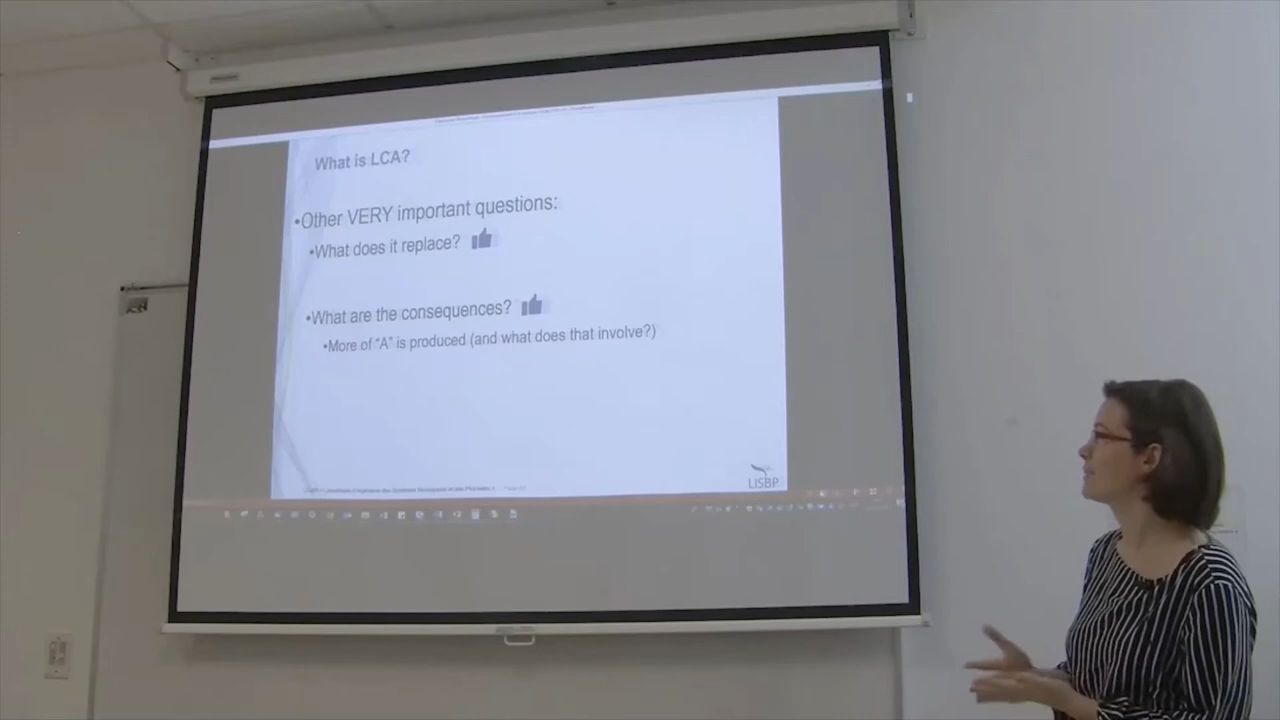 What is LCA?
•Other VERY important questions:
•What does it replace?
•What are the consequences?
•More of “A” is produced (and what does that involve?)
LISBP